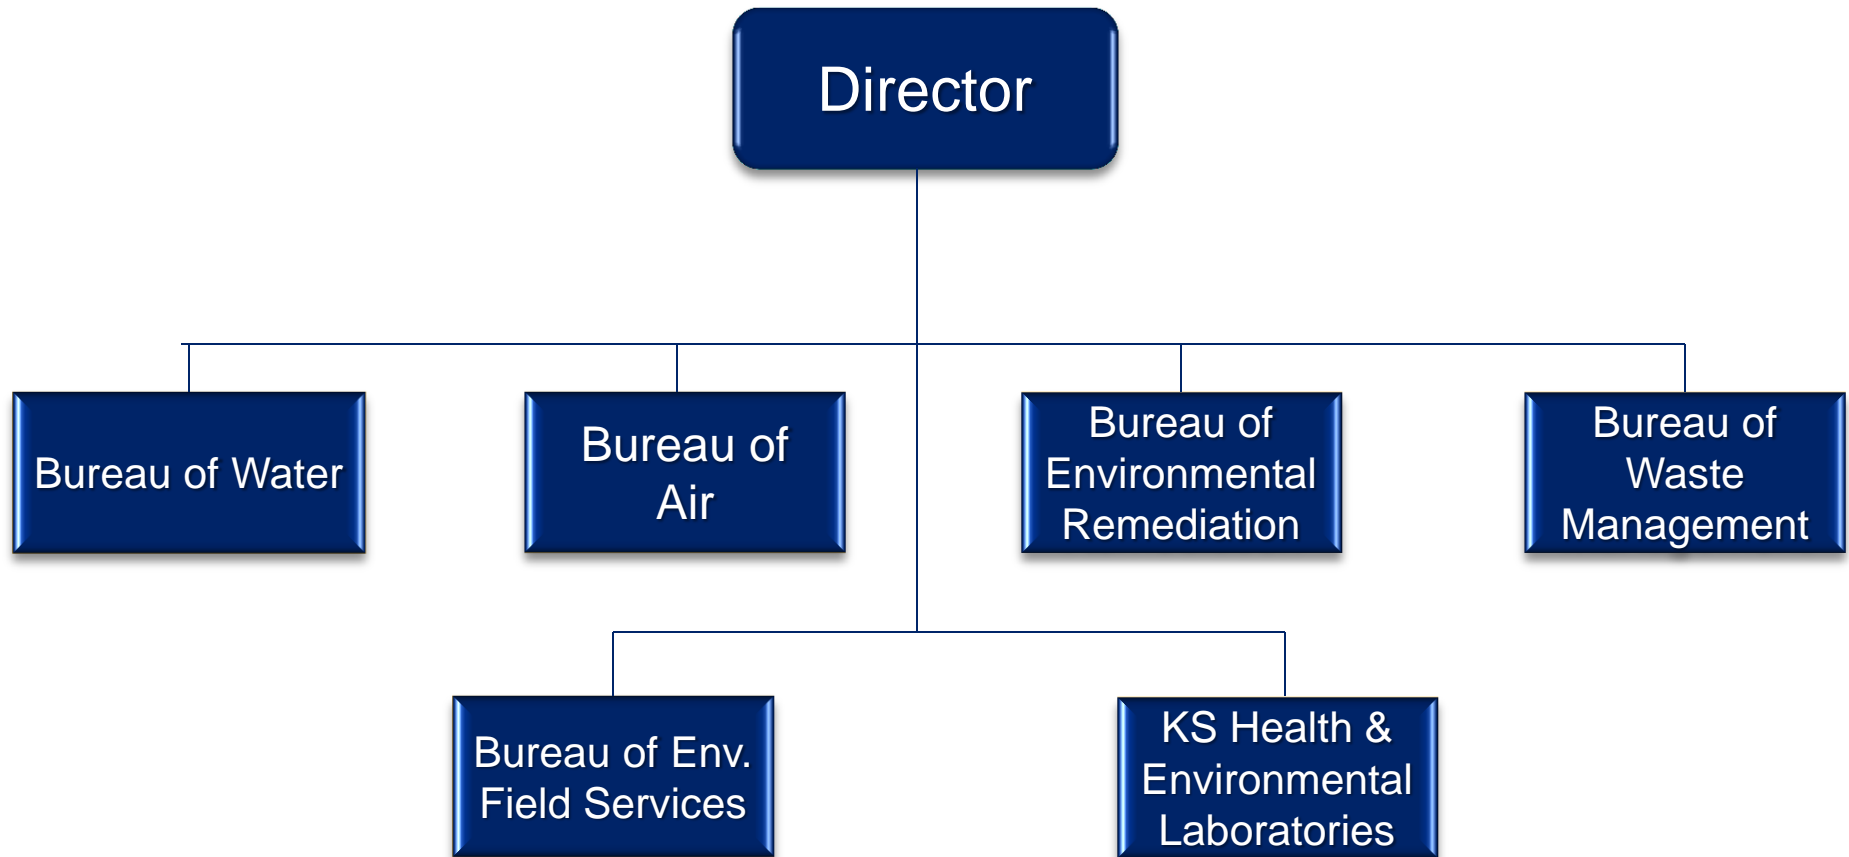 Director
Bureau of Water
Bureau of
Air
Bureau of
Environmental
Remediation
Bureau of
Waste
Management
Bureau of Env.
Field Services
KS Health &
Environmental
Laboratories